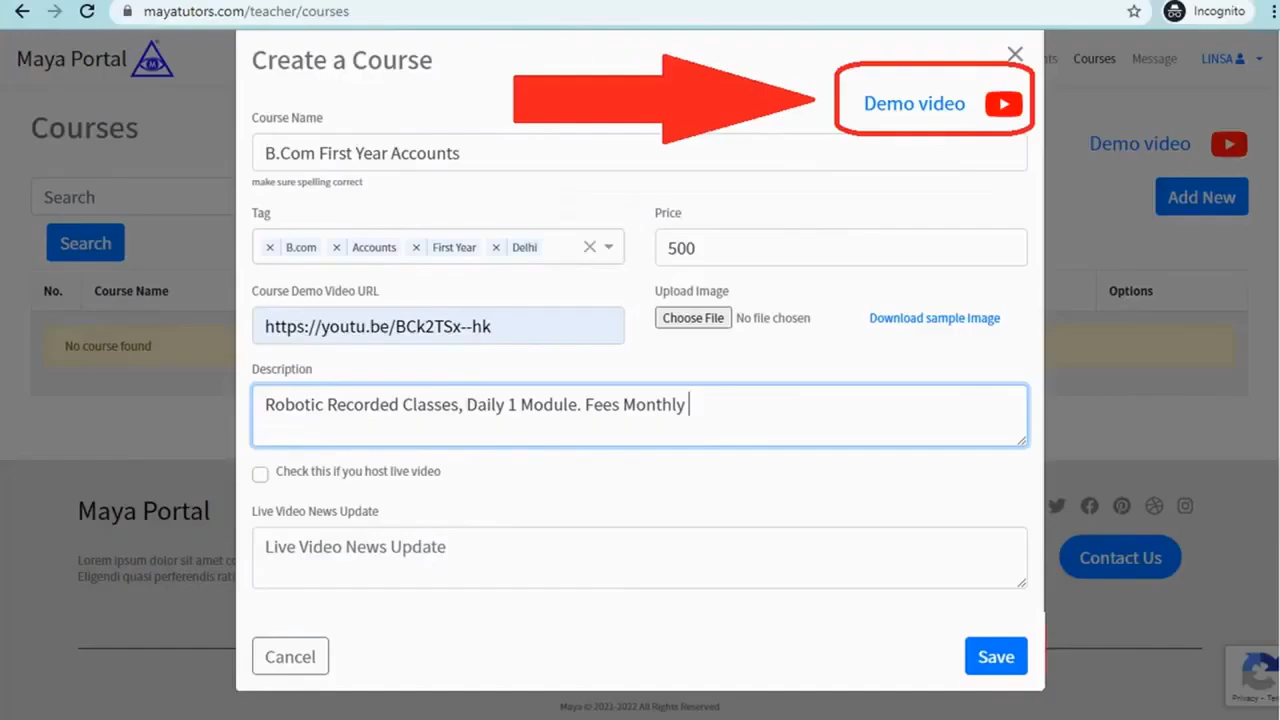 mayatutors.com/teacher/courses
Incognito
Maya Portal
Create a Course
nts Courses Message LINSA
Demo video
Courses
Course Name
Demo video
B.Com First Year Accounts
make sure spelling correct
Search
Add New
Tag
Price
× B.com × Accounts × First Year × Delhi
500
Search
No. Course Name
Course Demo Video URL
Upload Image
Options
https://youtu.be/BCk2TSx--hk
Choose File No file chosen
Download sample Image
No course found
Description
Robotic Recorded Classes, Daily 1 Module. Fees Monthly
Check this if you host live video
Maya Portal
Live Video News Update
Live Video News Update
Lorem ipsum dolor sit amet co
Eligendi quasi perferendis rati
Contact Us
Cancel
Save
Privacy - Ter
Maya © 2021-2022 All Rights Reserved